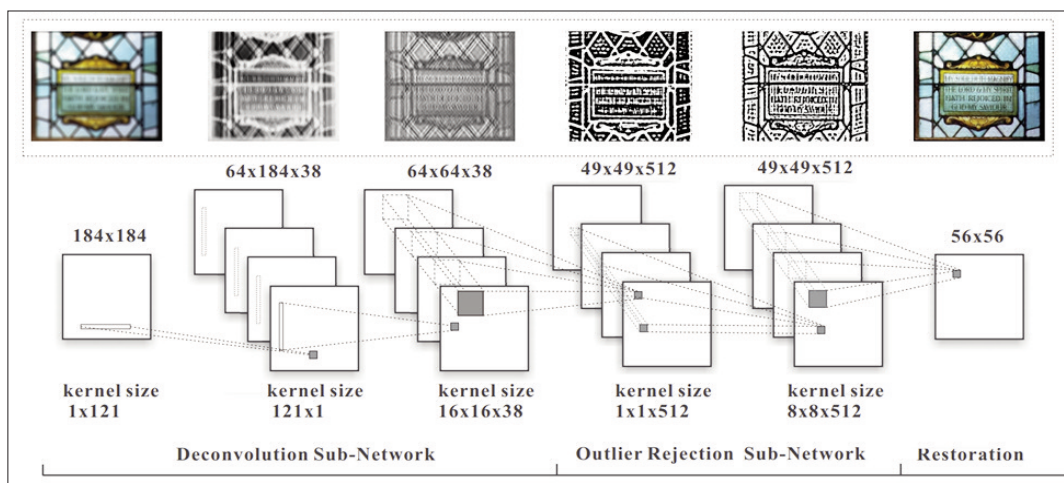 64x184x38
64x64x38
49x49x512
49x49x512
184x184
56x56
kernel size
1x121
kernel size
121x1
kernel size
16x16x38
kernel size
1x1x512
kernel size
8x8x512
Deconvolution Sub-Network
Outlier Rejection Sub-Network
Restoration